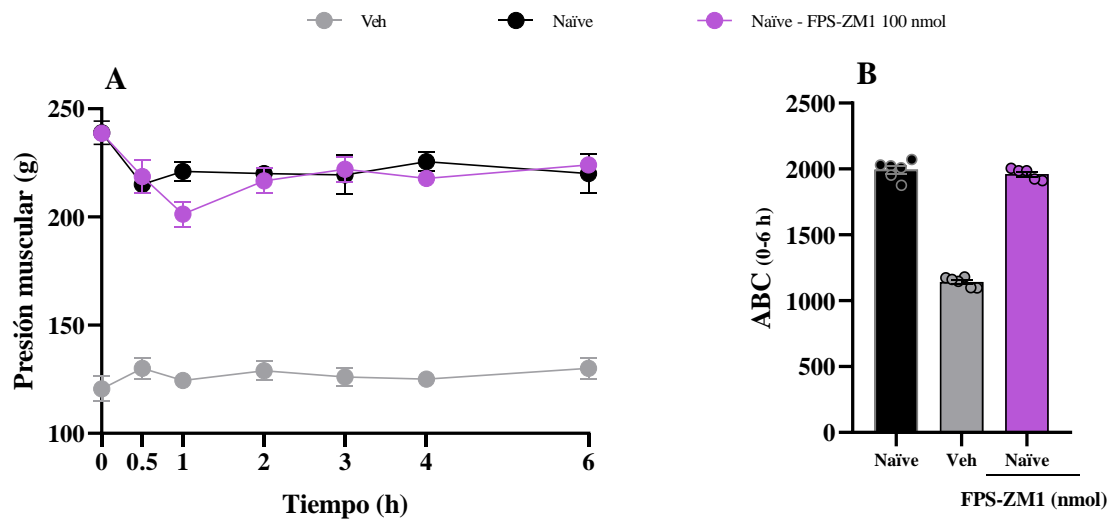 Veh Naïve Naïve - FPS-ZM1 100 nmol
A
Presión muscular (g)
250
200
150
100
0 0.5 1 2 3 4 6
Tiempo (h)
B
ABC (0-6 h)
2500
2000
1500
1000
500
0
Naïve Veh Naïve
FPS-ZM1 (nmol)